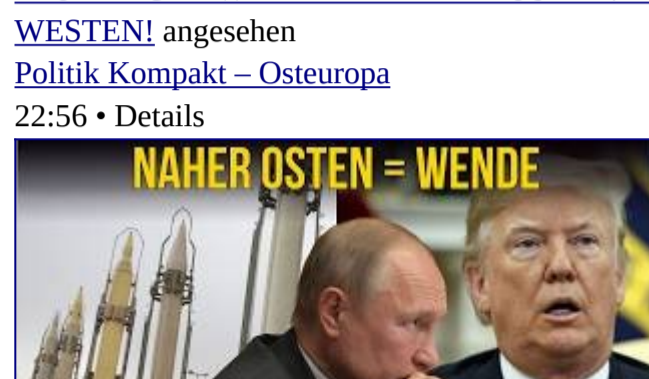 WESTEN! angesehen
Politik Kompakt – Osteuropa
22:56 • Details
NAHER OSTEN = WENDE